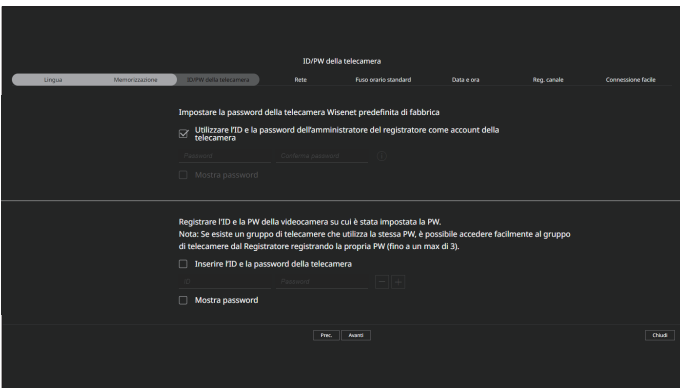 ID/PW della telecamera
Lingua
Memorizzazione
ID/PW della telecamera
Rete
Fuso orario standard
Data e ora
Reg. canale
Connessione facile
Impostare la password della telecamera Wisenet predefinita di fabbrica
Utilizzare l'ID e la password dell'amministratore del registratore come account della
telecamera
Password
Conferma password
Mostra password
Registrare l'ID e la PW della videocamera su cui è stata impostata la PW.
Nota: Se esiste un gruppo di telecamere che utilizza la stessa PW, è possibile accedere facilmente al gruppo
di telecamere dal Registratore registrando la propria PW (fino a un max di 3).
Inserire l'ID e la password della telecamera
ID
Password
Mostra password
Prec.
Avanti
Chiudi